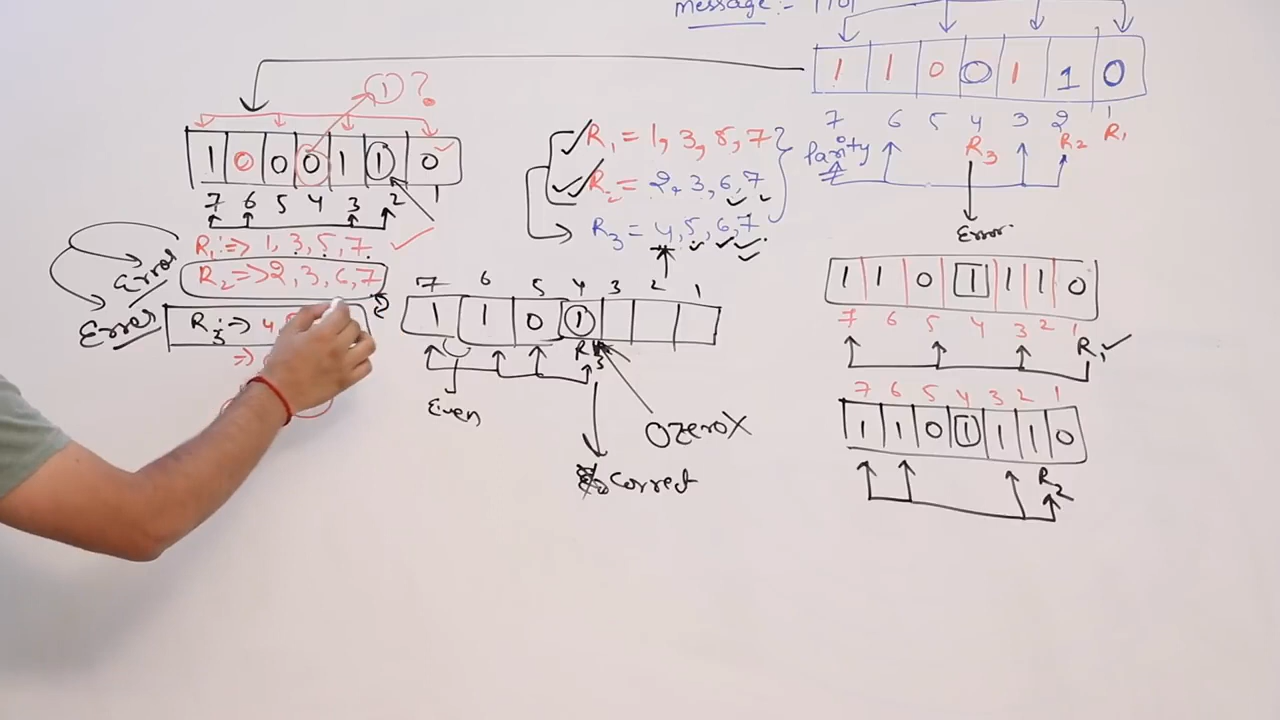 message :- 1101
1 1 0 0 1 1 0
7 6 5 4 3 2 1
Parity
R3 R2 R1
Error
1 ?
1 0 0 0 1 1 0
7 6 5 4 3 2 1
R1 => 1, 3, 5, 7
Error
R2 => 2, 3, 6, 7
Error
R3 => 4,
=>
R1 = 1, 3, 5, 7
= 2, 3, 6, 7
R3 = 4, 5, 6, 7
7 6 5 4 3 2 1
1 1 0 1
R3
Even
0 zero X
Correct
1 1 0 1 1 1 0
7 6 5 4 3 2 1
R1
7 6 5 4 3 2 1
1 1 0 1 1 1 0
R2